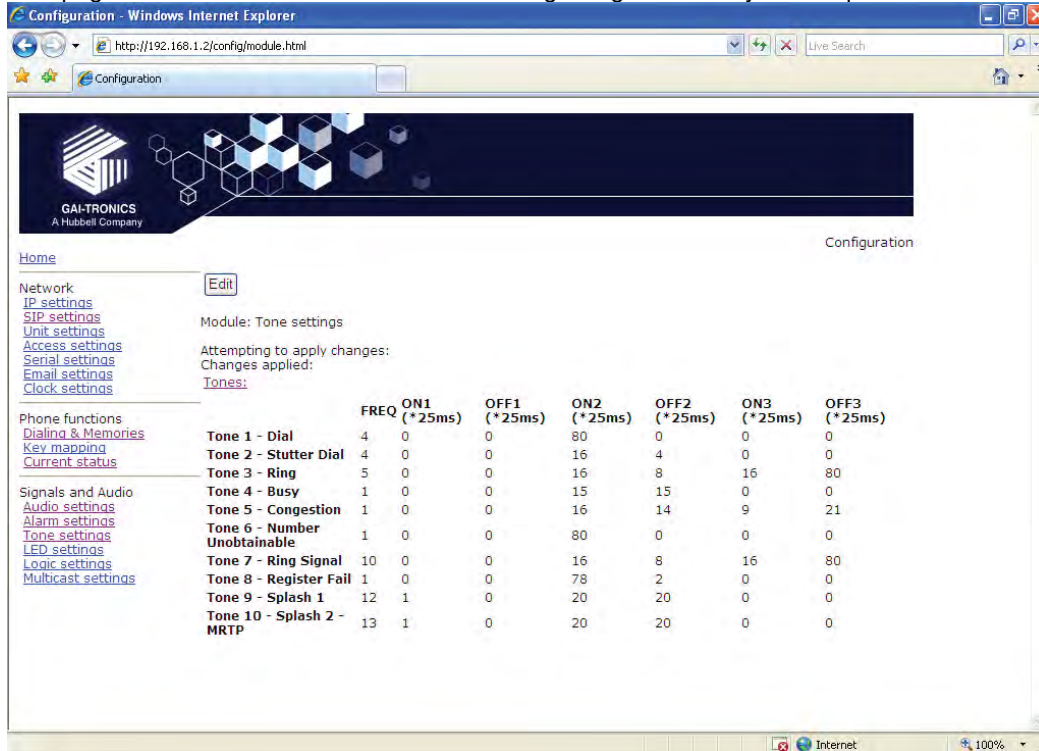 Configuration - Windows Internet Explorer
http://192.168.1.2/config/module.html
Live Search
Configuration
GAI-TRONICS
A Hubbell Company
Configuration
Home
Network
IP settings
SIP settings
Unit settings
Access settings
Serial settings
Email settings
Clock settings
Phone functions
Dialing & Memories
Key mapping
Current status
Signals and Audio
Audio settings
Alarm settings
Tone settings
LED settings
Logic settings
Multicast settings
Edit
Module: Tone settings
Attempting to apply changes:
Changes applied:
Tones:
FREQ ON1 (*25ms) OFF1 (*25ms) ON2 (*25ms) OFF2 (*25ms) ON3 (*25ms) OFF3 (*25ms)
Tone 1 - Dial 4 0 0 80 0 0 0
Tone 2 - Stutter Dial 4 0 0 16 4 0 0
Tone 3 - Ring 5 0 0 16 8 16 80
Tone 4 - Busy 1 0 0 15 15 0 0
Tone 5 - Congestion 1 0 0 16 14 9 21
Tone 6 - Number Unobtainable 1 0 0 80 0 0 0
Tone 7 - Ring Signal 10 0 0 16 8 16 80
Tone 8 - Register Fail 1 0 0 78 2 0 0
Tone 9 - Splash 1 12 1 0 20 20 0 0
Tone 10 - Splash 2 - MRTP 13 1 0 20 20 0 0
Internet
100%